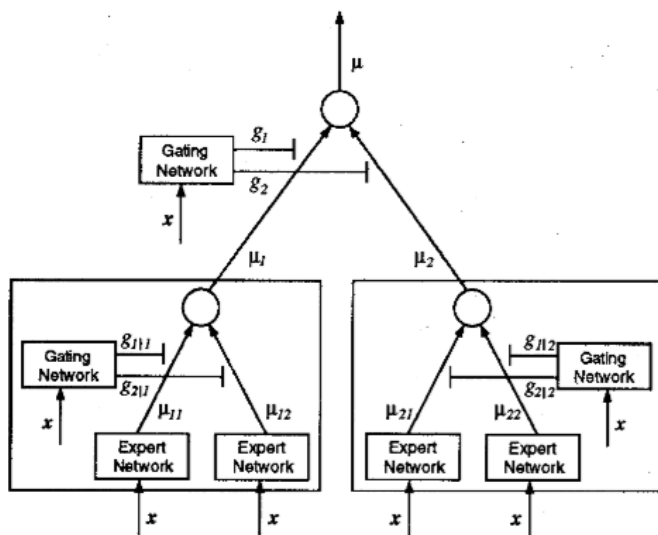 μ
g1
Gating
Network
g2
x
μ1
μ2
g1|1
Gating
Network
g2|1
x
μ11
μ12
Expert
Network
Expert
Network
x
x
g1|2
Gating
Network
g2|2
x
μ21
μ22
Expert
Network
Expert
Network
x
x